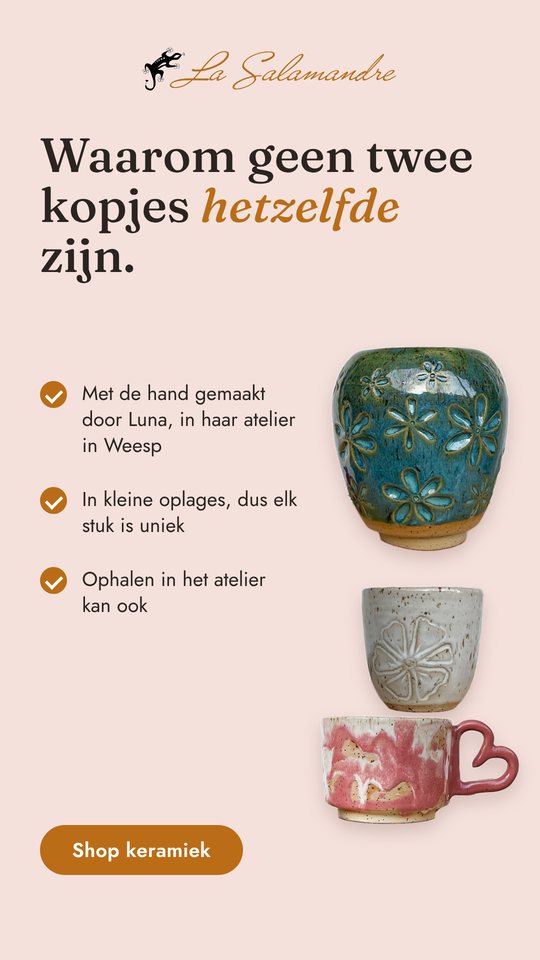 La Salamandre
Waarom geen twee
kopjes hetzelfde
zijn.
Met de hand gemaakt
door Luna, in haar atelier
in Weesp
In kleine oplages, dus elk
stuk is uniek
Ophalen in het atelier
kan ook
Shop keramiek